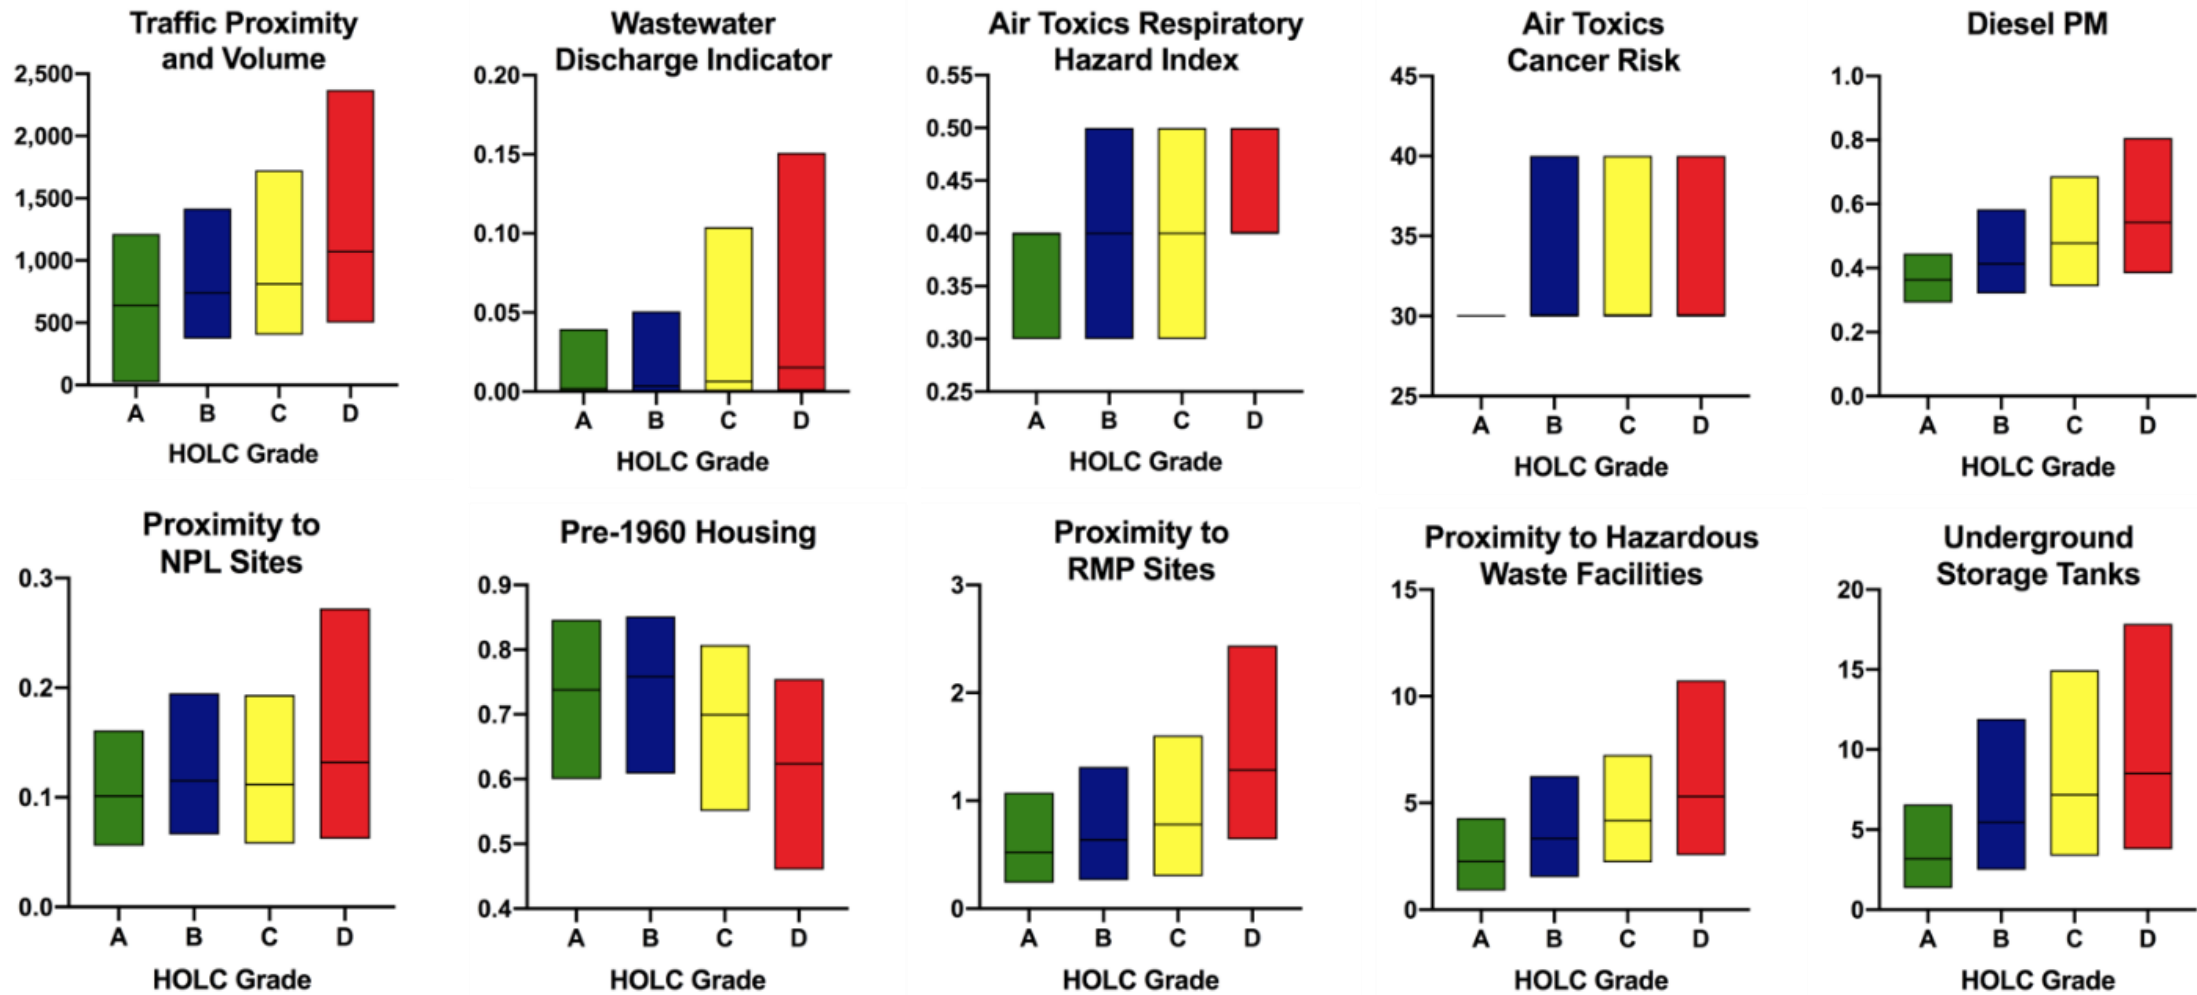 Traffic Proximity
and Volume
2,500
2,000
1,500
1,000
500
0
A B C D
HOLC Grade
Wastewater
Discharge Indicator
0.20
0.15
0.10
0.05
0.00
A B C D
HOLC Grade
Air Toxics Respiratory
Hazard Index
0.55
0.50
0.45
0.40
0.35
0.30
0.25
A B C D
HOLC Grade
Air Toxics
Cancer Risk
45
40
35
30
25
A B C D
HOLC Grade
Diesel PM
1.0
0.8
0.6
0.4
0.2
0.0
A B C D
HOLC Grade
Proximity to
NPL Sites
0.3
0.2
0.1
0.0
A B C D
HOLC Grade
Pre-1960 Housing
0.9
0.8
0.7
0.6
0.5
0.4
A B C D
HOLC Grade
Proximity to
RMP Sites
3
2
1
0
A B C D
HOLC Grade
Proximity to Hazardous
Waste Facilities
15
10
5
0
A B C D
HOLC Grade
Underground
Storage Tanks
20
15
10
5
0
A B C D
HOLC Grade